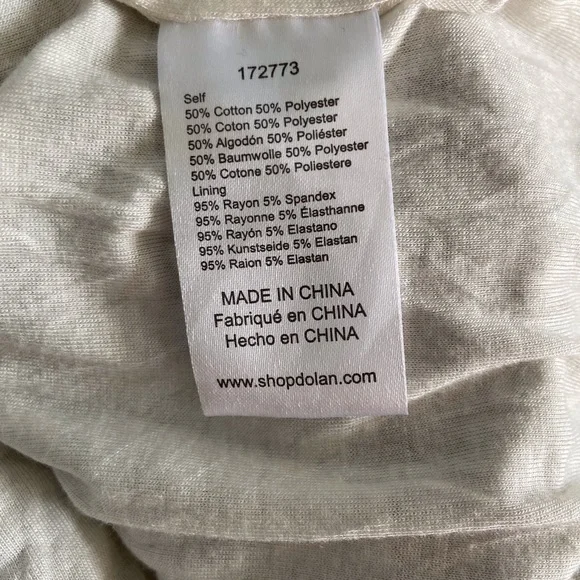 172773
Self
50% Cotton 50% Polyester
50% Coton 50% Polyester
50% Algodón 50% Poliéster
50% Baumwolle 50% Polyester
50% Cotone 50% Poliestere
Lining
95% Rayon 5% Spandex
95% Rayonne 5% Élasthanne
95% Rayón 5% Elastano
95% Kunstseide 5% Elastan
95% Raion 5% Elastan
MADE IN CHINA
Fabriqué en CHINA
Hecho en CHINA
www.shopdolan.com